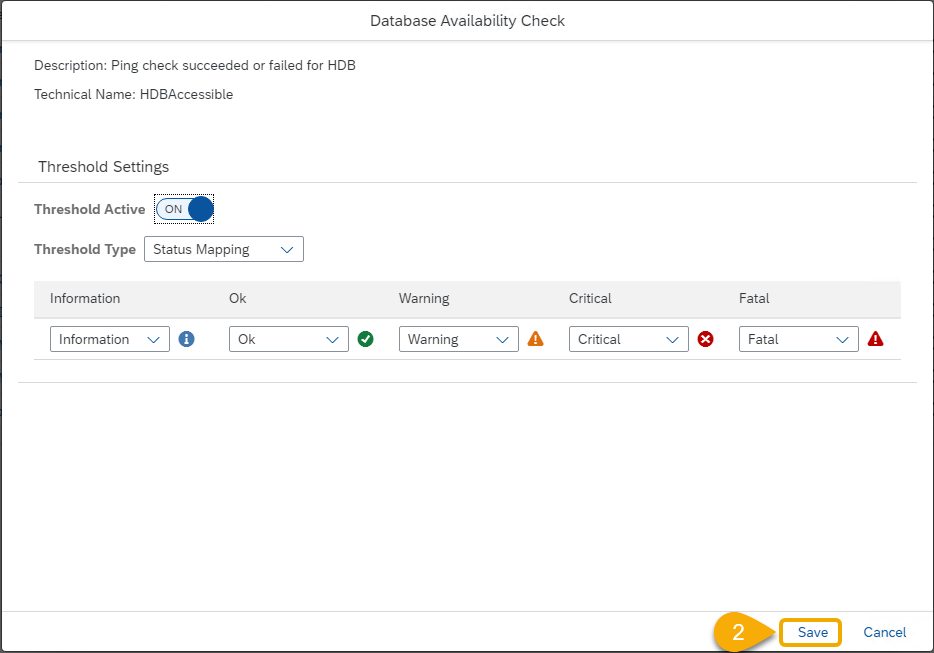 Database Availability Check
Description: Ping check succeeded or failed for HDB
Technical Name: HDBAccessible
Threshold Settings
Threshold Active ON
Threshold Type Status Mapping
Information Ok Warning Critical Fatal
Information Ok Warning Critical Fatal
2 Save Cancel